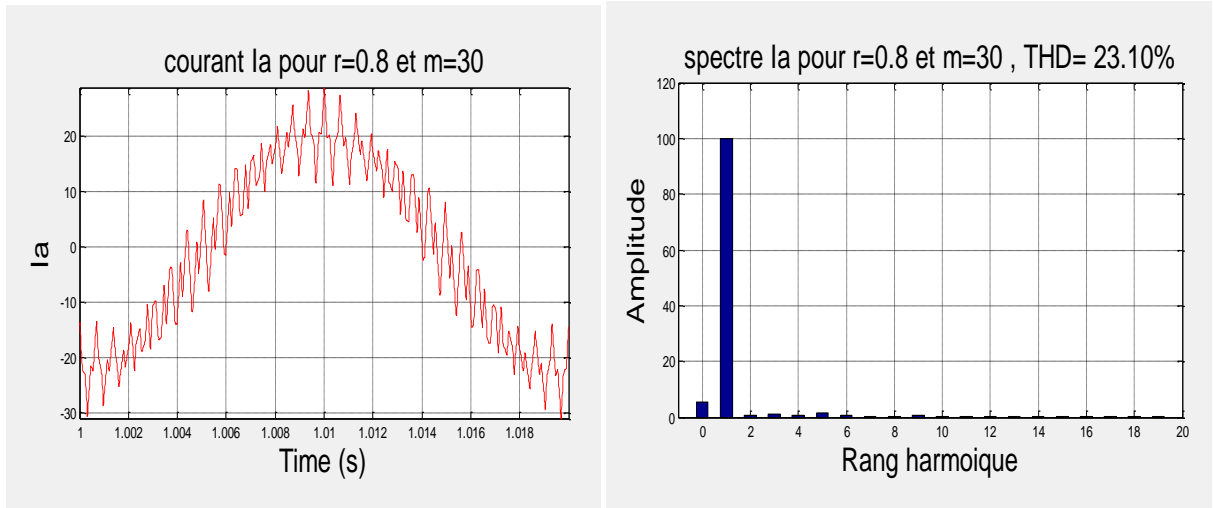 courant Ia pour r=0.8 et m=30
20
10
0
-10
-20
-30
Ia
1 1.002 1.004 1.006 1.008 1.01 1.012 1.014 1.016 1.018
Time (s)
spectre Ia pour r=0.8 et m=30 , THD= 23.10%
120
100
80
60
40
20
0
Amplitude
0 2 4 6 8 10 12 14 16 18 20
Rang harmoique